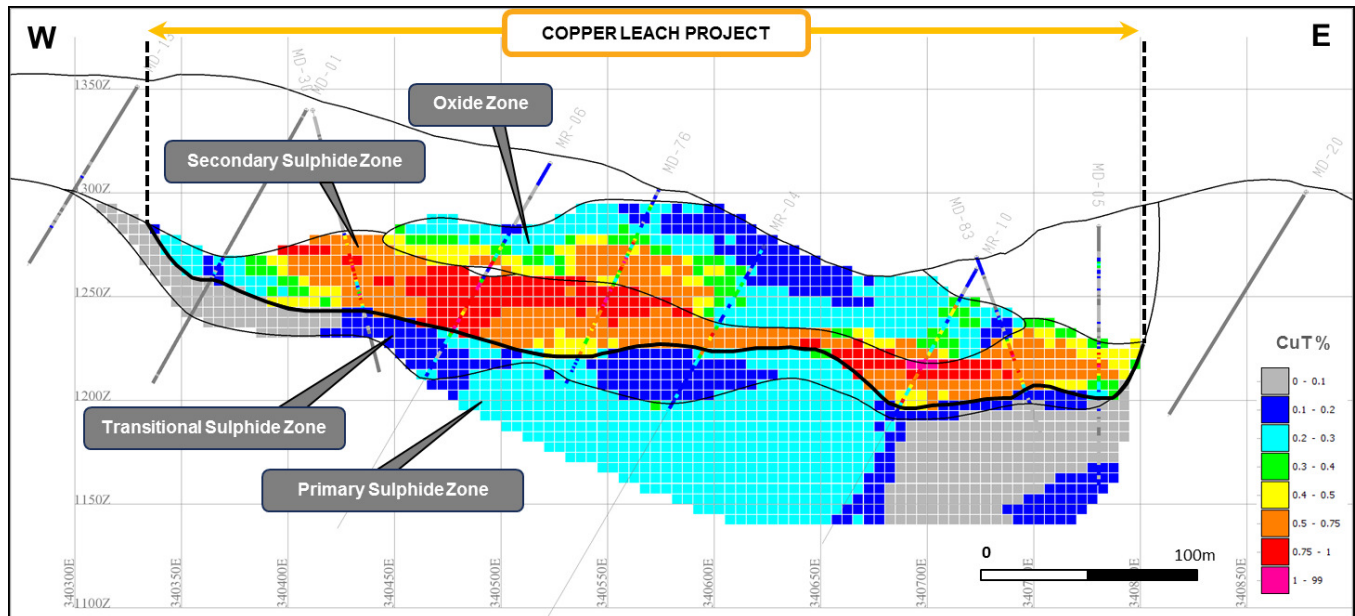 W
COPPER LEACH PROJECT
E
MD-13
MD-01
1350Z
Oxide Zone
MR-06
Secondary Sulphide Zone
MD-76
MD-20
1300Z
MR-04
MD-05
MD-83
MR-10
1250Z
CuT %
0 - 0.1
0.1 - 0.2
1200Z
0.2 - 0.3
Transitional Sulphide Zone
0.3 - 0.4
0.4 - 0.5
Primary Sulphide Zone
0.5 - 0.75
1150Z
0.75 - 1
0
100m
1 - 99
1100Z
340300E
340350E
340400E
340450E
340500E
340550E
340600E
340650E
340700E
340850E